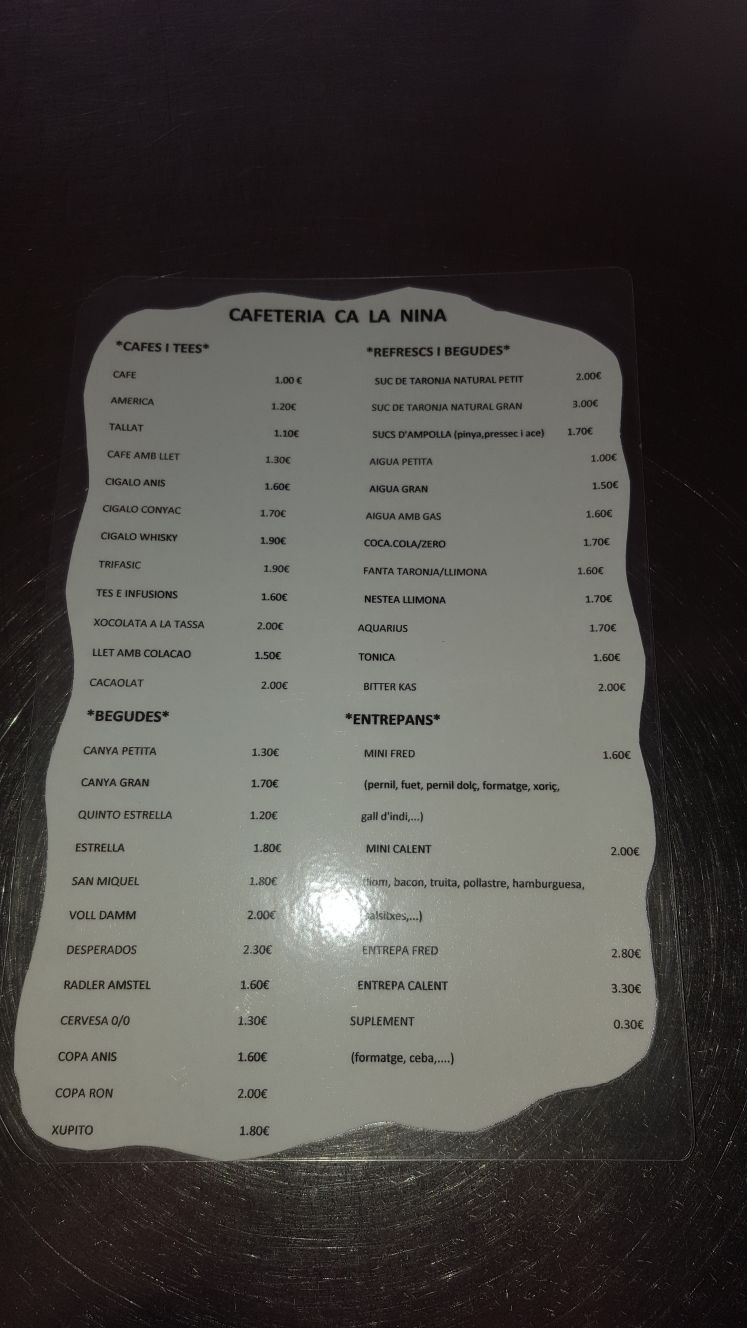 CAFETERIA CA LA NINA
*CAFES I TEES*
CAFE 1.00 €
AMERICA 1.20€
TALLAT 1.10€
CAFE AMB LLET 1.30€
CIGALO ANIS 1.60€
CIGALO CONYAC 1.70€
CIGALO WHISKY 1.90€
TRIFASIC 1.90€
TES E INFUSIONS 1.60€
XOCOLATA A LA TASSA 2.00€
LLET AMB COLACAO 1.50€
CACAOLAT 2.00€
*BEGUDES*
CANYA PETITA 1.30€
CANYA GRAN 1.70€
QUINTO ESTRELLA 1.20€
ESTRELLA 1.80€
SAN MIQUEL 1.80€
VOLL DAMM 2.00€
DESPERADOS 2.30€
RADLER AMSTEL 1.60€
CERVESA 0/0 1.30€
COPA ANIS 1.60€
COPA RON 2.00€
XUPITO 1.80€
*REFRESCS I BEGUDES*
SUC DE TARONJA NATURAL PETIT 2.00€
SUC DE TARONJA NATURAL GRAN 3.00€
SUCS D'AMPOLLA (pinya,pressec i ace) 1.70€
AIGUA PETITA 1.00€
AIGUA GRAN 1.50€
AIGUA AMB GAS 1.60€
COCA.COLA/ZERO 1.70€
FANTA TARONJA/LLIMONA 1.60€
NESTEA LLIMONA 1.70€
AQUARIUS 1.70€
TONICA 1.60€
BITTER KAS 2.00€
*ENTREPANS*
MINI FRED 1.60€
(pernil, fuet, pernil dolç, formatge, xoriç,
gall d'indi,...)
MINI CALENT 2.00€
bacon, truita, pollastre, hamburguesa,
ENTREPA FRED 2.80€
ENTREPA CALENT 3.30€
SUPLEMENT 0.30€
(formatge, ceba,....)